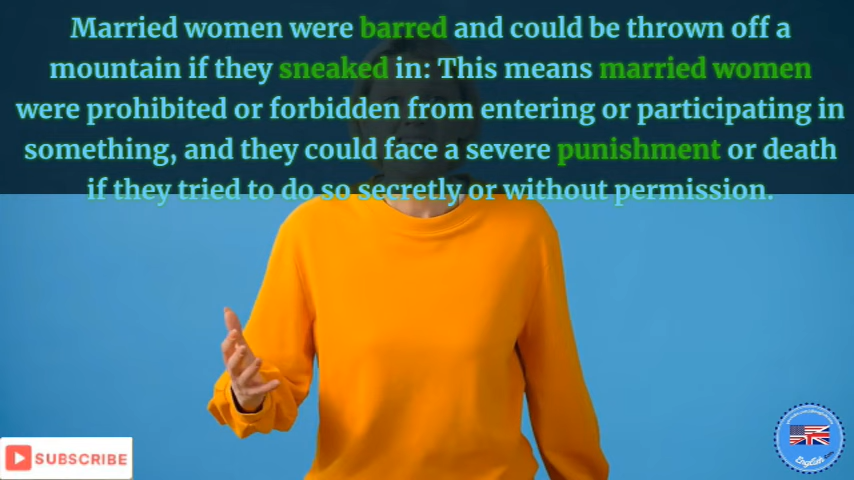 Married women were barred and could be thrown off a
mountain if they sneaked in: This means married women
were prohibited or forbidden from entering or participating in
something, and they could face a severe punishment or death
if they tried to do so secretly or without permission.
SUBSCRIBE
English